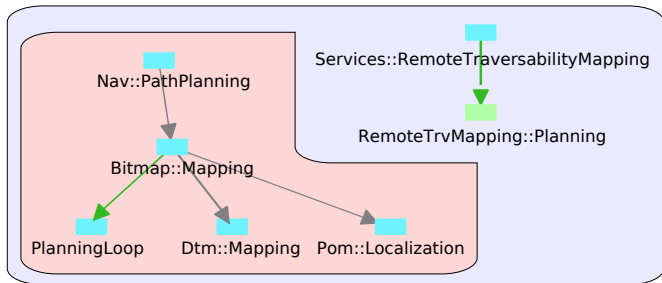 Services::RemoteTraversabilityMapping
Nav::PathPlanning
RemoteTrvMapping::Planning
Bitmap::Mapping
PlanningLoop
Dtm::Mapping
Pom::Localization